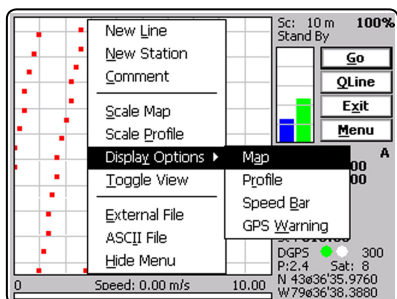 Sc: 10 m 100%
Stand By
New Line
New Station
Comment
Scale Map
Scale Profile
Display Options
Toggle View
External File
ASCII File
Hide Menu
Map
Profile
Speed Bar
GPS Warning
Go
QLine
Exit
Menu
A
00
00
DGPS 300
P:2.4 Sat: 8
N 43ø36'35.9760
W79ø36'38.3880
0 Speed: 0.00 m/s 10.00